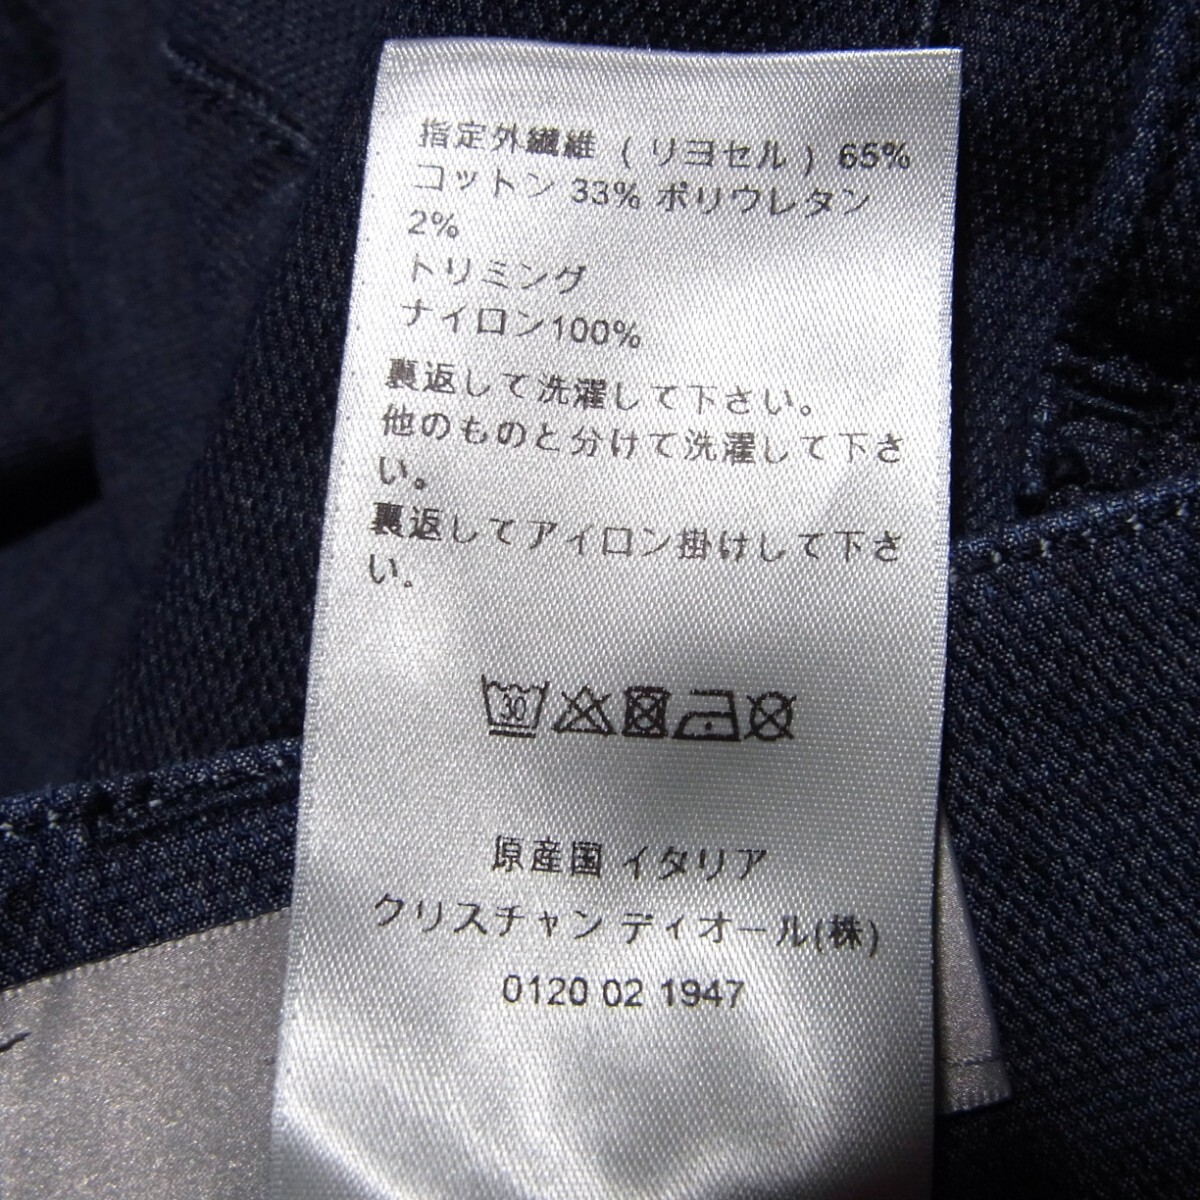 指定外繊維 (リヨセル) 65%
コットン 33% ポリウレタン
2%
トリミング
ナイロン100%
裏返して洗濯して下さい。
他のものと分けて洗濯して下さ
い。
裏返してアイロン掛けして下さ
い。
30
原産国 イタリア
クリスチャン ディオール(株)
0120 02 1947